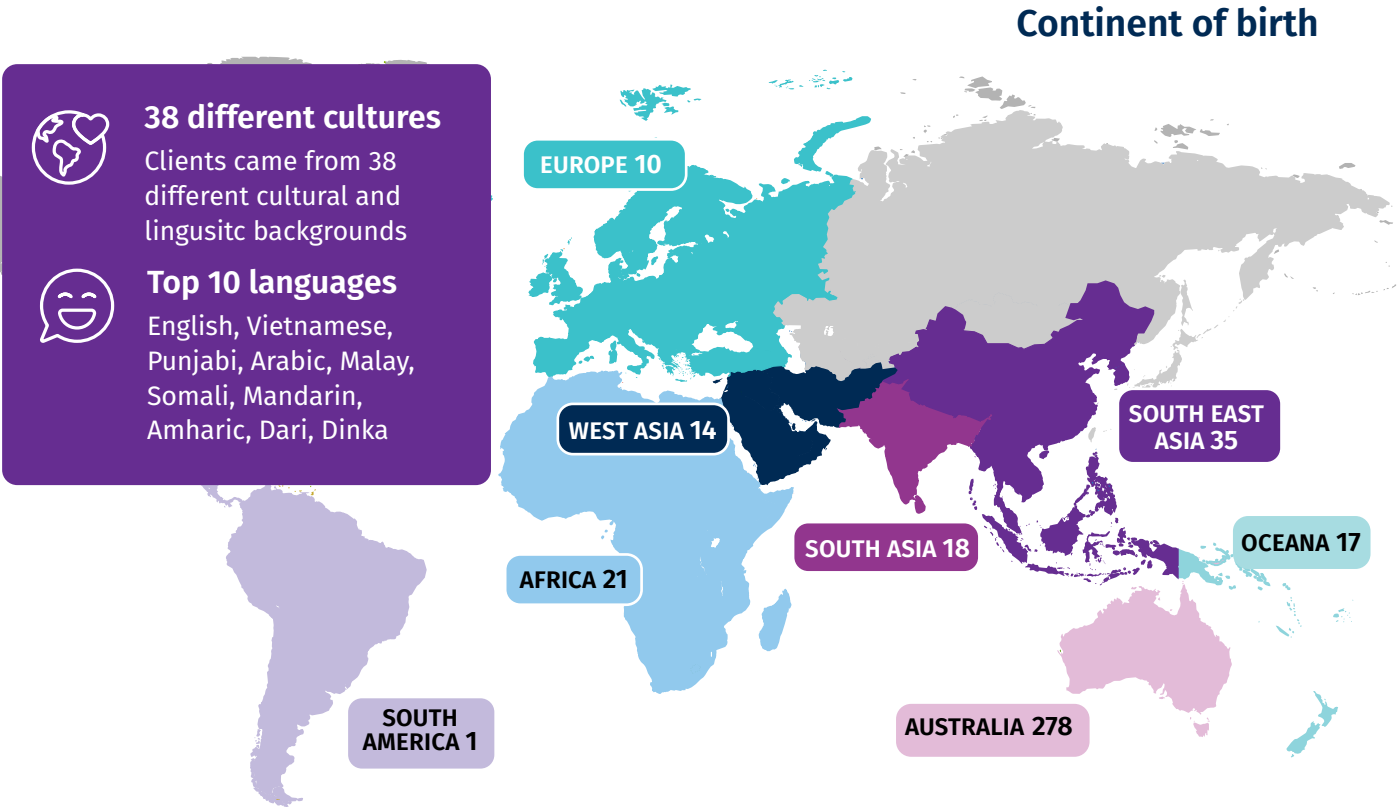 Continent of birth
38 different cultures
Clients came from 38
different cultural and
lingusitc backgrounds
Top 10 languages
English, Vietnamese,
Punjabi, Arabic, Malay,
Somali, Mandarin,
Amharic, Dari, Dinka
EUROPE 10
WEST ASIA 14
SOUTH EAST
ASIA 35
SOUTH ASIA 18
OCEANA 17
AFRICA 21
SOUTH
AMERICA 1
AUSTRALIA 278